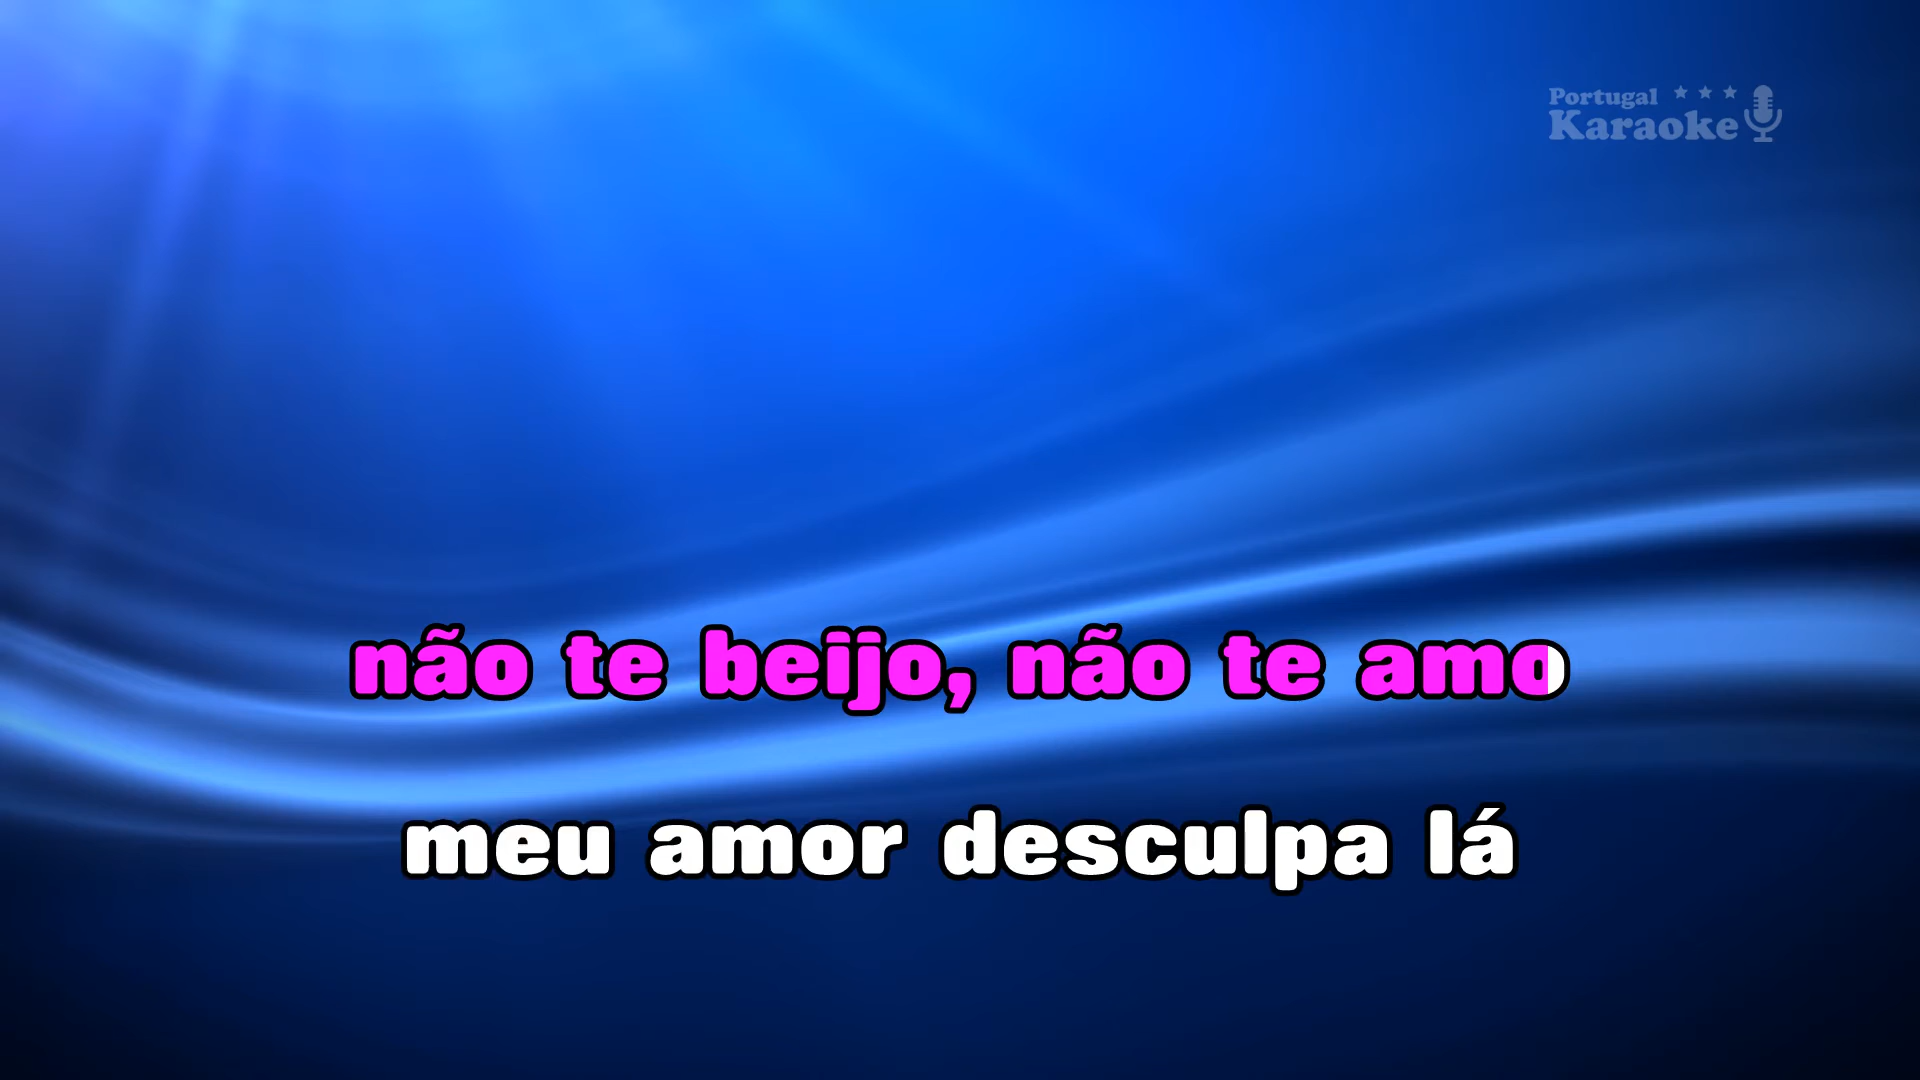 Portugal
Karaoke
não te beijo, não te amo
meu amor desculpa lá